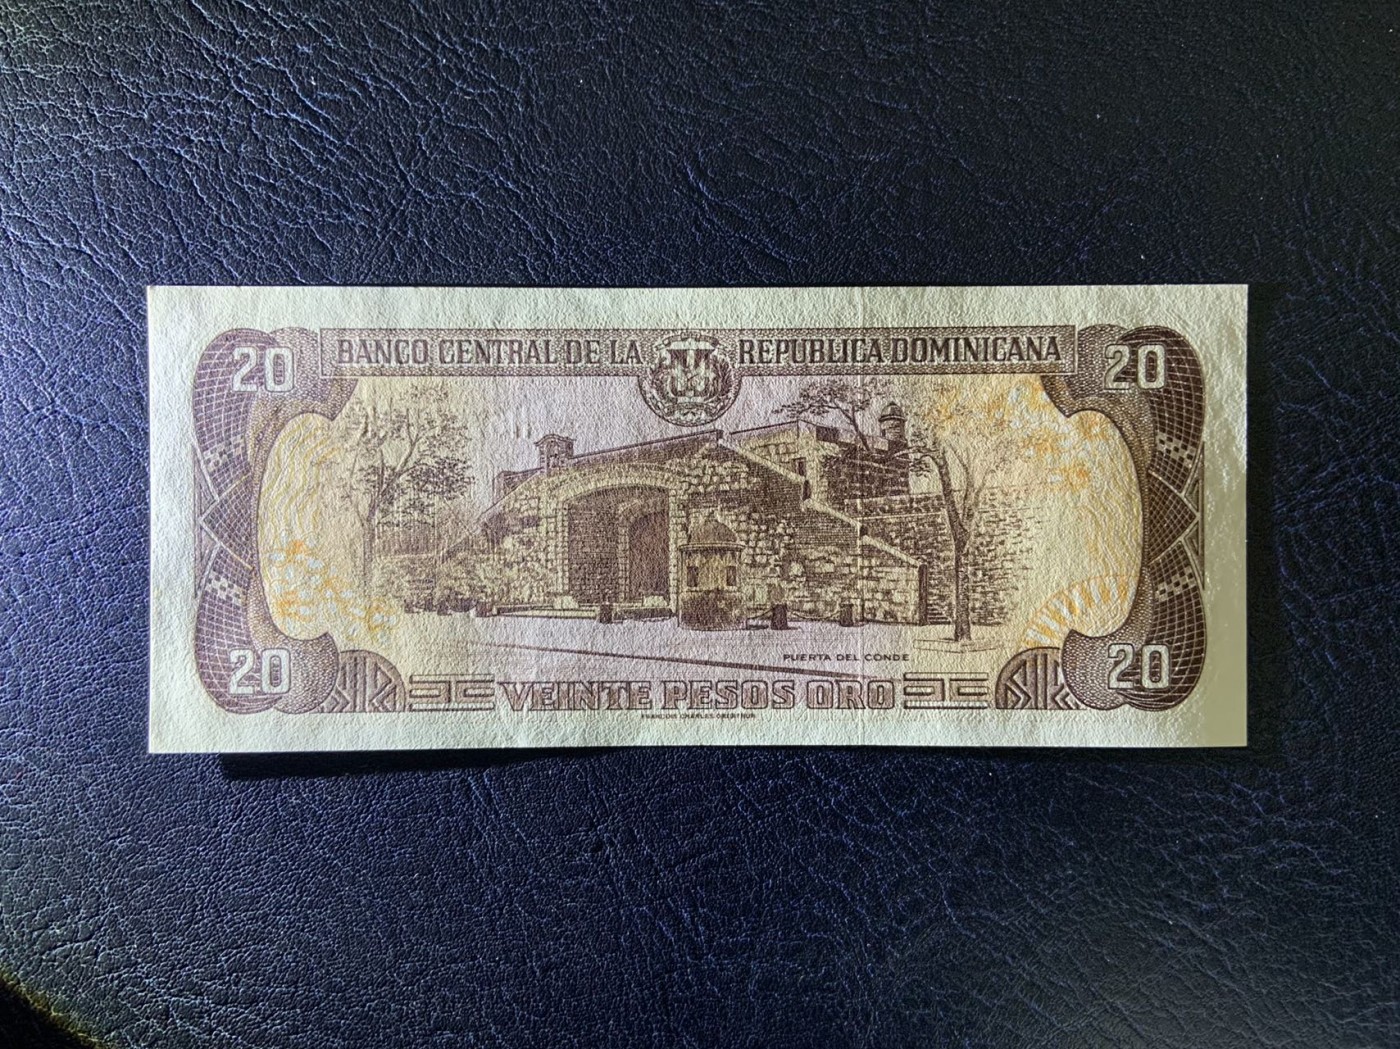 BANCO CENTRAL DE LA REPUBLICA DOMINICANA
20 20
PUERTA DEL CONDE
20 VEINTE PESOS ORO 20